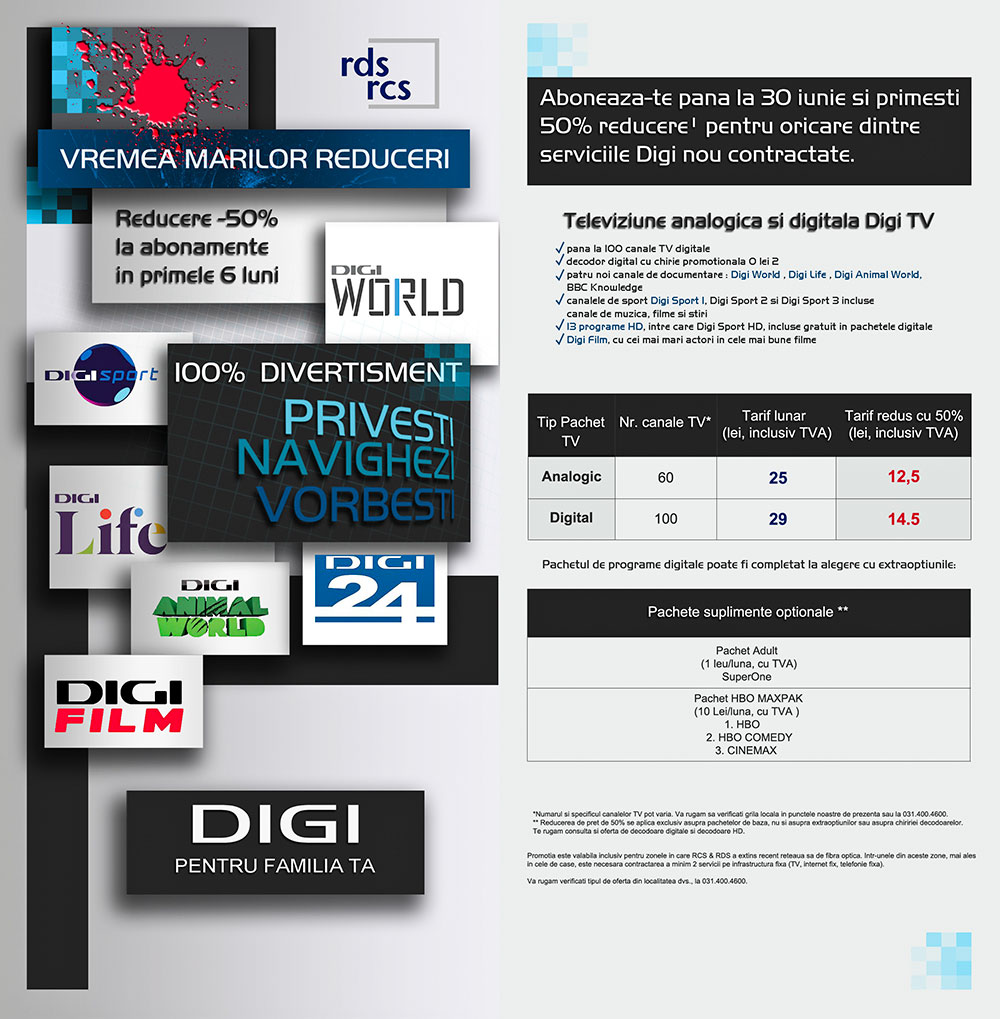 rds
rcs
VREMEA MARILOR REDUCERI
Reducere -50%
la abonamente
in primele 6 luni
DIGI
WORLD
DIGIsport
100% DIVERTISMENT
PRIVESTI
NAVIGHEZI
VORBESTI
DIGI
Life
DIGI
24
DIGI
ANIMAL
WORLD
DIGI
FILM
DIGI
PENTRU FAMILIA TA
Aboneaza-te pana la 30 iunie si primesti
50% reducere¹ pentru oricare dintre
serviciile Digi nou contractate.
Televiziune analogica si digitala Digi TV
✓ pana la 100 canale TV digitale
✓ decodor digital cu chirie promotionala 0 lei 2
✓ patru noi canale de documentare : Digi World , Digi Life , Digi Animal World,
BBC Knowledge
✓ canalele de sport Digi Sport 1, Digi Sport 2 si Digi Sport 3 incluse
canale de muzica, filme si stiri
✓ 13 programe HD, intre care Digi Sport HD, incluse gratuit in pachetele digitale
✓ Digi Film, cu cei mai mari actori in cele mai bune filme
Tip Pachet
TV
Nr. canale TV*
Tarif lunar
(lei, inclusiv TVA)
Tarif redus cu 50%
(lei, inclusiv TVA)
Analogic 60 25 12,5
Digital 100 29 14.5
Pachetul de programe digitale poate fi completat la alegere cu extraoptiunile:
Pachete suplimente optionale **
Pachet Adult
(1 leu/luna, cu TVA)
SuperOne
Pachet HBO MAXPAK
(10 Lei/luna, cu TVA )
1. HBO
2. HBO COMEDY
3. CINEMAX
*Numarul si specificul canalelor TV pot varia. Va rugam sa verificati grila locala in punctele noastre de prezenta sau la 031.400.4600.
** Reducerea de pret de 50% se aplica exclusiv asupra pachetelor de baza, nu si asupra extraoptiunilor sau asupra chiririei decodoarelor.
Te rugam consulta si oferta de decodoare digitale si decodoare HD.
Promotia este valabila inclusiv pentru zonele in care RCS & RDS a extins recent reteaua sa de fibra optica. Intr-unele din aceste zone, mai ales
in cele de case, este necesara contractarea a minim 2 servicii pe infrastructura fixa (TV, internet fix, telefonie fixa).
Va rugam verificati tipul de oferta din localitatea dvs., la 031.400.4600.